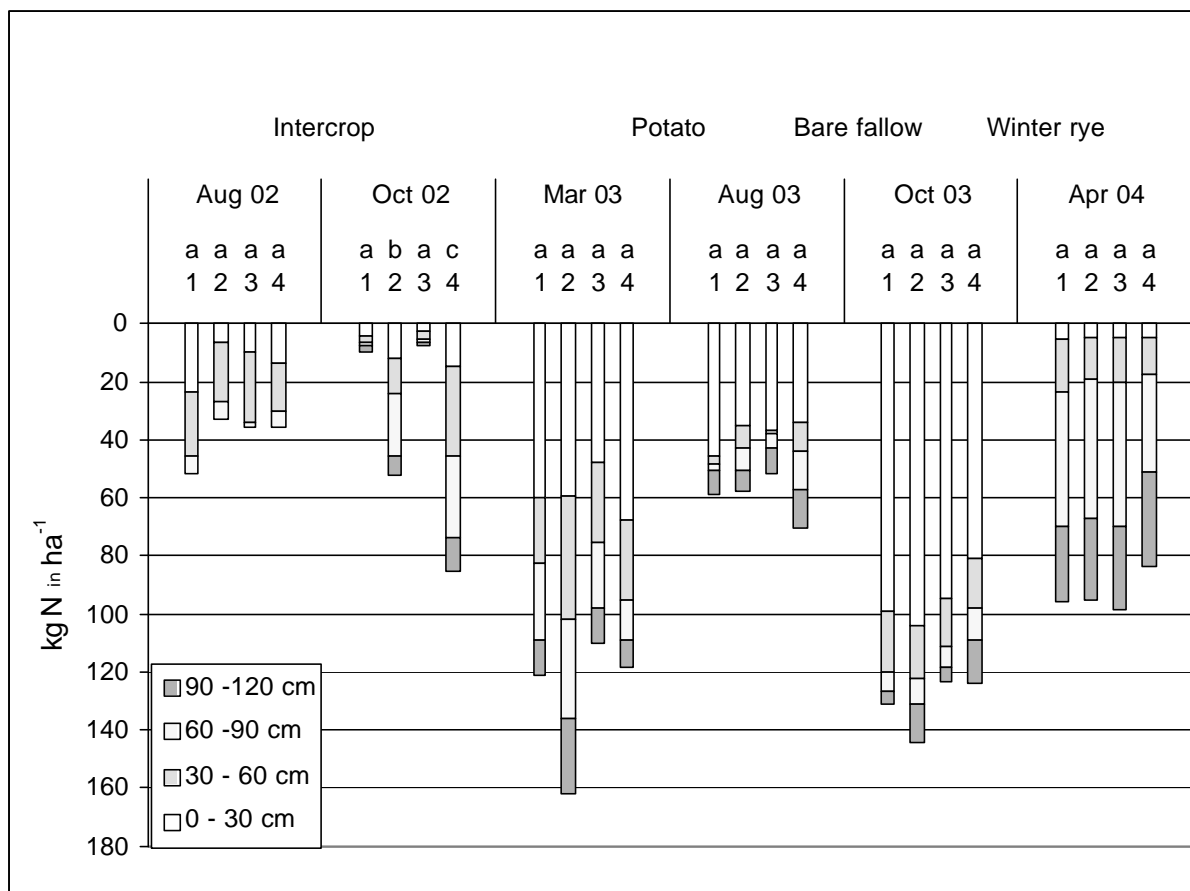 Intercrop Potato Bare fallow Winter rye
Aug 02 Oct 02 Mar 03 Aug 03 Oct 03 Apr 04
a a a a a b a c a a a a a a a a a a a a a a a a
1 2 3 4 1 2 3 4 1 2 3 4 1 2 3 4 1 2 3 4 1 2 3 4
0
20
40
60
80
100
120
140
160
180
kg N in ha-1
90 -120 cm
60 -90 cm
30 - 60 cm
0 - 30 cm